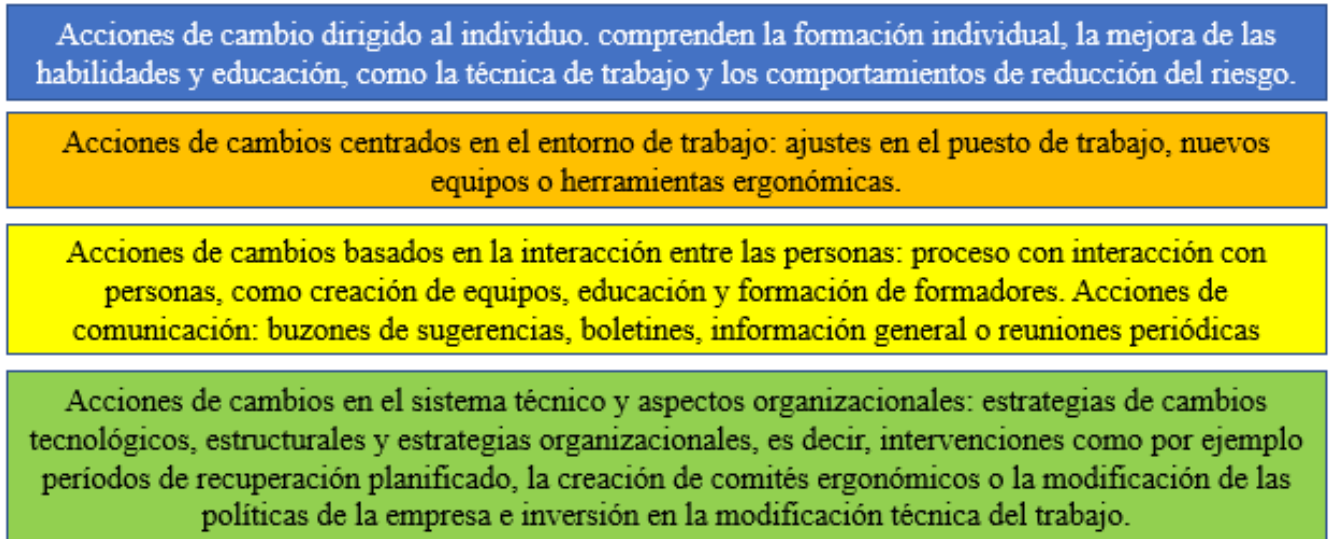 Acciones de cambio dirigido al individuo. comprenden la formación individual, la mejora de las
habilidades y educación, como la técnica de trabajo y los comportamientos de reducción del riesgo.
Acciones de cambios centrados en el entorno de trabajo: ajustes en el puesto de trabajo, nuevos
equipos o herramientas ergonómicas.
Acciones de cambios basados en la interacción entre las personas: proceso con interacción con
personas, como creación de equipos, educación y formación de formadores. Acciones de
comunicación: buzones de sugerencias, boletines, información general o reuniones periódicas
Acciones de cambios en el sistema técnico y aspectos organizacionales: estrategias de cambios
tecnológicos, estructurales y estrategias organizacionales, es decir, intervenciones como por ejemplo
períodos de recuperación planificado, la creación de comités ergonómicos o la modificación de las
políticas de la empresa e inversión en la modificación técnica del trabajo.